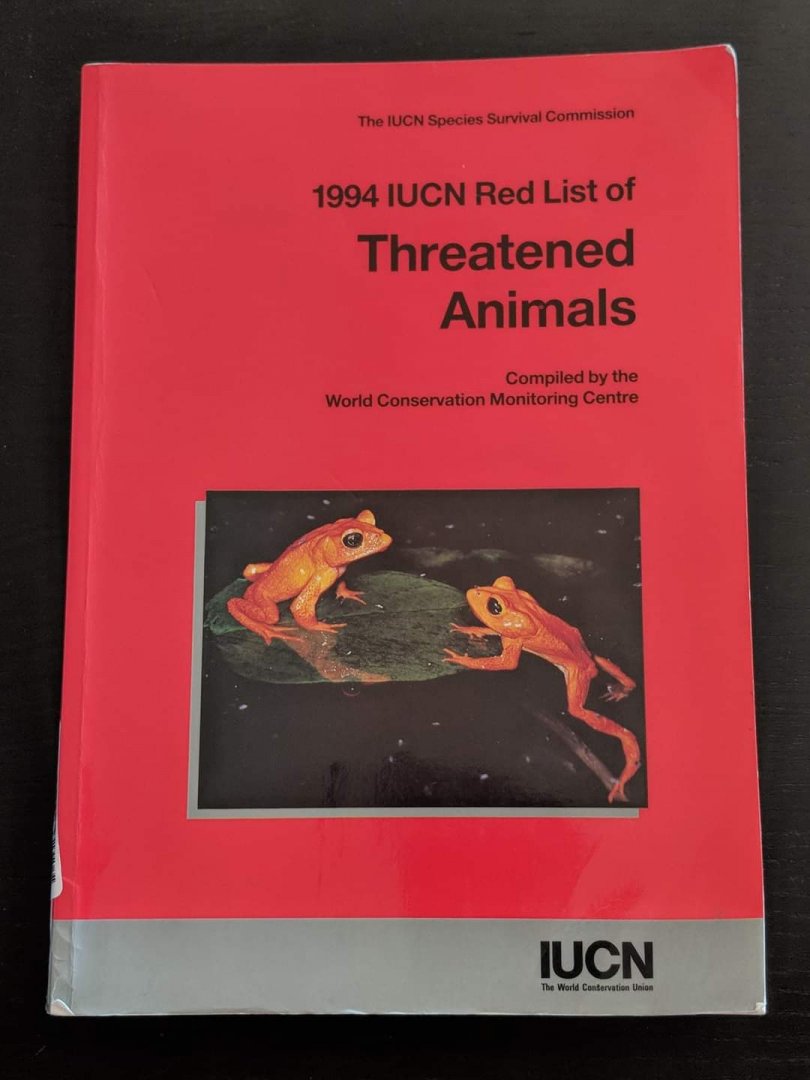 The IUCN Species Survival Commission
1994 IUCN Red List of
Threatened
Animals
Compiled by the
World Conservation Monitoring Centre
IUCN
The World Conservation Union